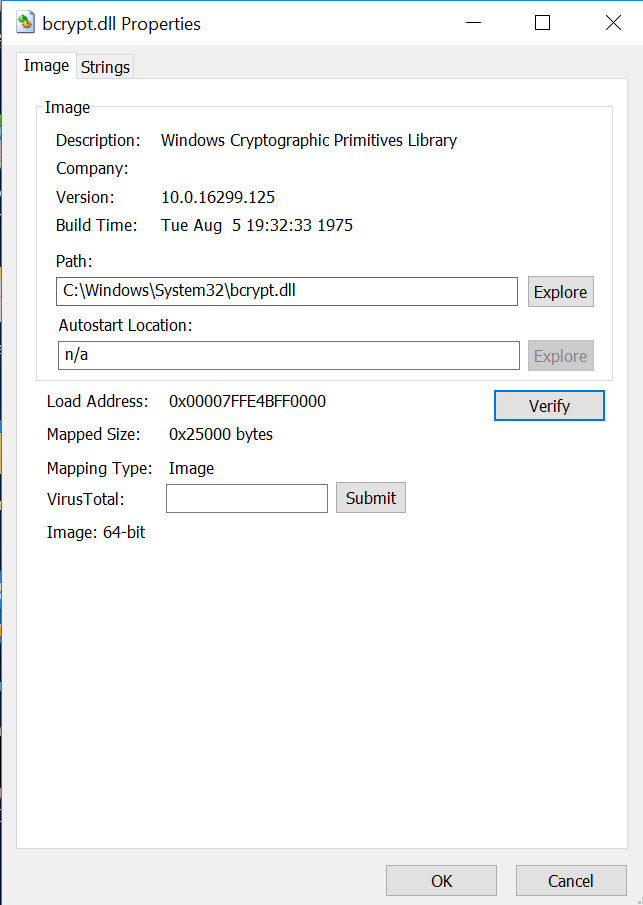 bcrypt.dll Properties
Image Strings
Image
Description: Windows Cryptographic Primitives Library
Company:
Version: 10.0.16299.125
Build Time: Tue Aug  5 19:32:33 1975
Path:
C:\Windows\System32\bcrypt.dll Explore
Autostart Location:
n/a Explore
Load Address: 0x00007FFE4BFF0000 Verify
Mapped Size: 0x25000 bytes
Mapping Type: Image
VirusTotal: Submit
Image: 64-bit
OK Cancel